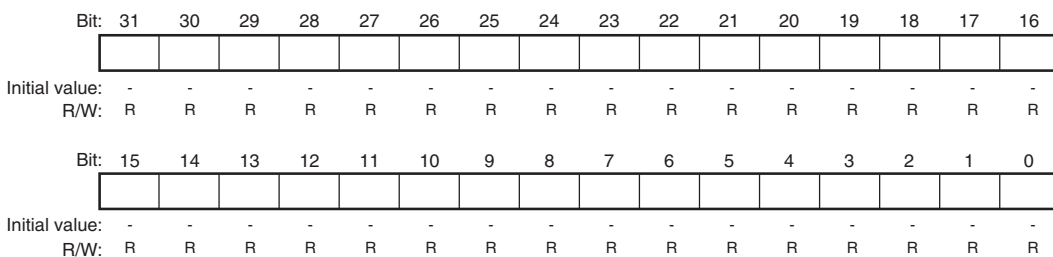 Bit: 31 30 29 28 27 26 25 24 23 22 21 20 19 18 17 16
Initial value: - - - - - - - - - - - - - - - -
R/W: R R R R R R R R R R R R R R R R
Bit: 15 14 13 12 11 10 9 8 7 6 5 4 3 2 1 0
Initial value: - - - - - - - - - - - - - - - -
R/W: R R R R R R R R R R R R R R R R